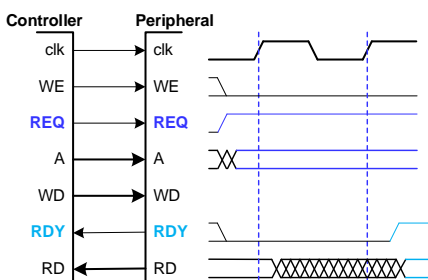 Controller Peripheral
clk clk
WE WE
REQ REQ
A A
WD WD
RDY RDY
RD RD